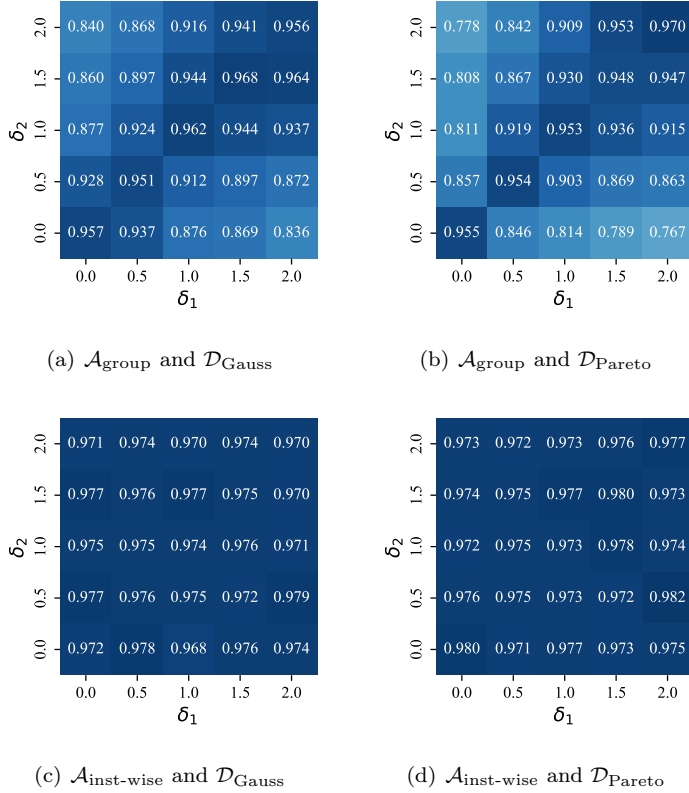 2.0 0.840 0.868 0.916 0.941 0.956
1.5 0.860 0.897 0.944 0.968 0.964
δ₂ 1.0 0.877 0.924 0.962 0.944 0.937
0.5 0.928 0.951 0.912 0.897 0.872
0.0 0.957 0.937 0.876 0.869 0.836
0.0 0.5 1.0 1.5 2.0
δ₁
(a) 𝒜group and 𝒟Gauss
2.0 0.778 0.842 0.909 0.953 0.970
1.5 0.808 0.867 0.930 0.948 0.947
δ₂ 1.0 0.811 0.919 0.953 0.936 0.915
0.5 0.857 0.954 0.903 0.869 0.863
0.0 0.955 0.846 0.814 0.789 0.767
0.0 0.5 1.0 1.5 2.0
δ₁
(b) 𝒜group and 𝒟Pareto
2.0 0.971 0.974 0.970 0.974 0.970
1.5 0.977 0.976 0.977 0.975 0.970
δ₂ 1.0 0.975 0.975 0.974 0.976 0.971
0.5 0.977 0.976 0.975 0.972 0.979
0.0 0.972 0.978 0.968 0.976 0.974
0.0 0.5 1.0 1.5 2.0
δ₁
(c) 𝒜inst-wise and 𝒟Gauss
2.0 0.973 0.972 0.973 0.976 0.977
1.5 0.974 0.975 0.977 0.980 0.973
δ₂ 1.0 0.972 0.975 0.973 0.978 0.974
0.5 0.976 0.975 0.973 0.972 0.982
0.0 0.980 0.971 0.977 0.973 0.975
0.0 0.5 1.0 1.5 2.0
δ₁
(d) 𝒜inst-wise and 𝒟Pareto